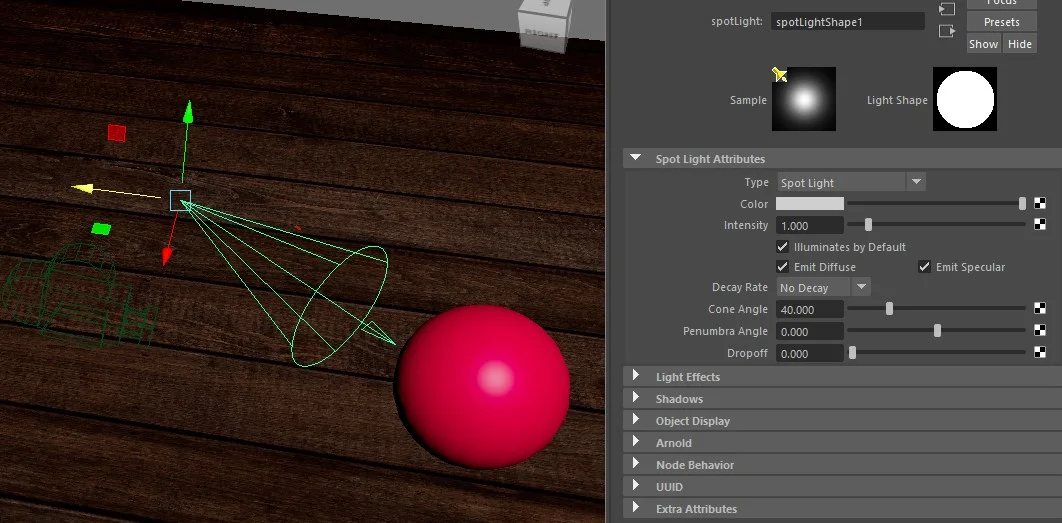 Focus
spotLight: spotLightShape1
Presets
Show Hide
Sample Light Shape
Spot Light Attributes
Type Spot Light
Color
Intensity 1.000
Illuminates by Default
Emit Diffuse Emit Specular
Decay Rate No Decay
Cone Angle 40.000
Penumbra Angle 0.000
Dropoff 0.000
Light Effects
Shadows
Object Display
Arnold
Node Behavior
UUID
Extra Attributes